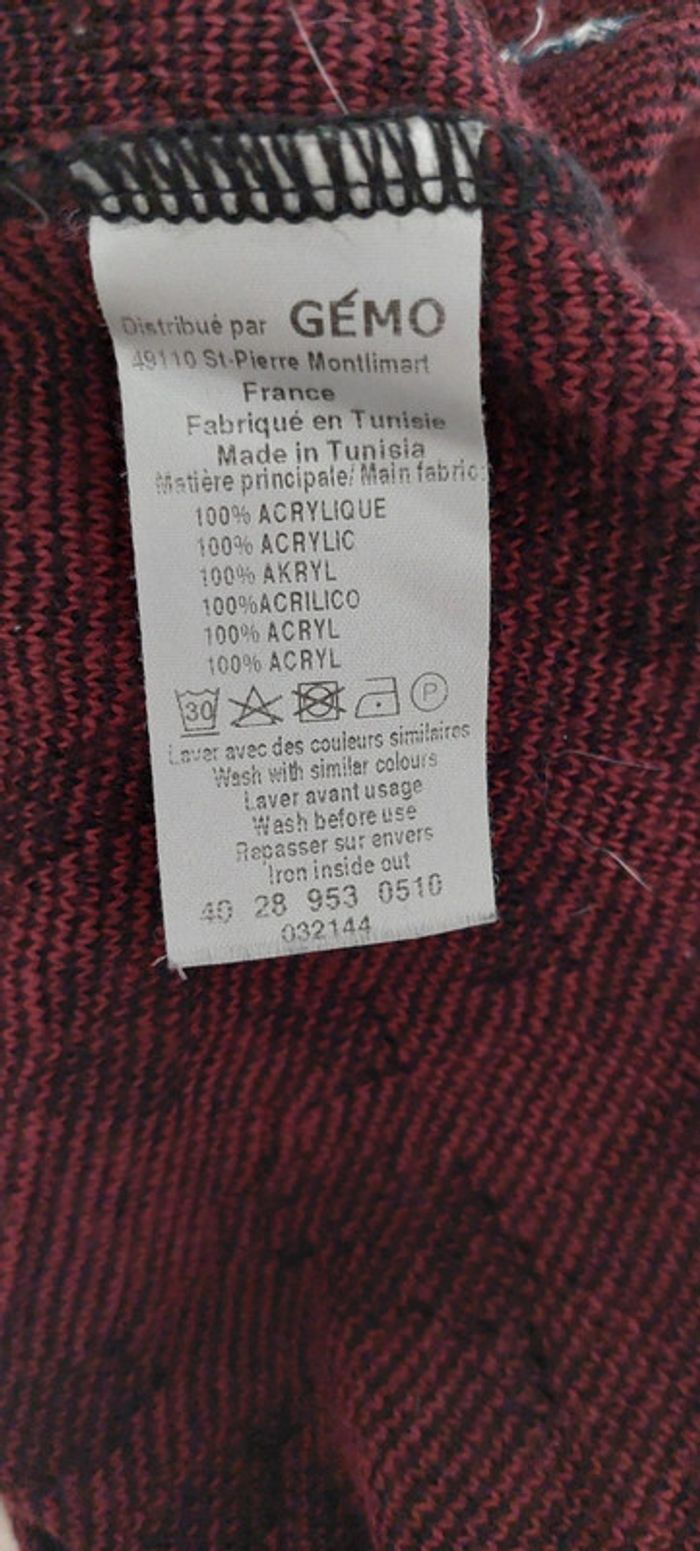 Distribué par GÉMO
49110 St-Pierre Montlimart
France
Fabriqué en Tunisie
Made in Tunisia
Matière principale/ Main fabric:
100% ACRYLIQUE
100% ACRYLIC
100% AKRYL
100%ACRILICO
100% ACRYL
100% ACRYL
30 P
Laver avec des couleurs similaires
Wash with similar colours
Laver avant usage
Wash before use
Repasser sur envers
Iron inside out
40 28 953 0510
032144